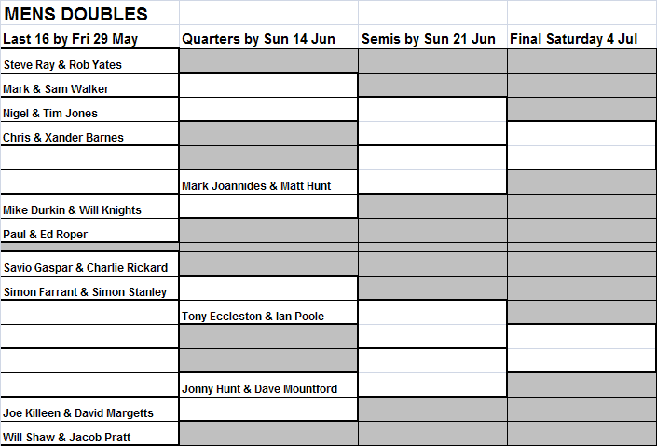 MENS DOUBLES
Last 16 by Fri 29 May Quarters by Sun 14 Jun Semis by Sun 21 Jun Final Saturday 4 Jul
Steve Ray & Rob Yates
Mark & Sam Walker
Nigel & Tim Jones
Chris & Xander Barnes
Mark Joannides & Matt Hunt
Mike Durkin & Will Knights
Paul & Ed Roper
Savio Gaspar & Charlie Rickard
Simon Farrant & Simon Stanley
Tony Eccleston & Ian Poole
Jonny Hunt & Dave Mountford
Joe Killeen & David Margetts
Will Shaw & Jacob Pratt